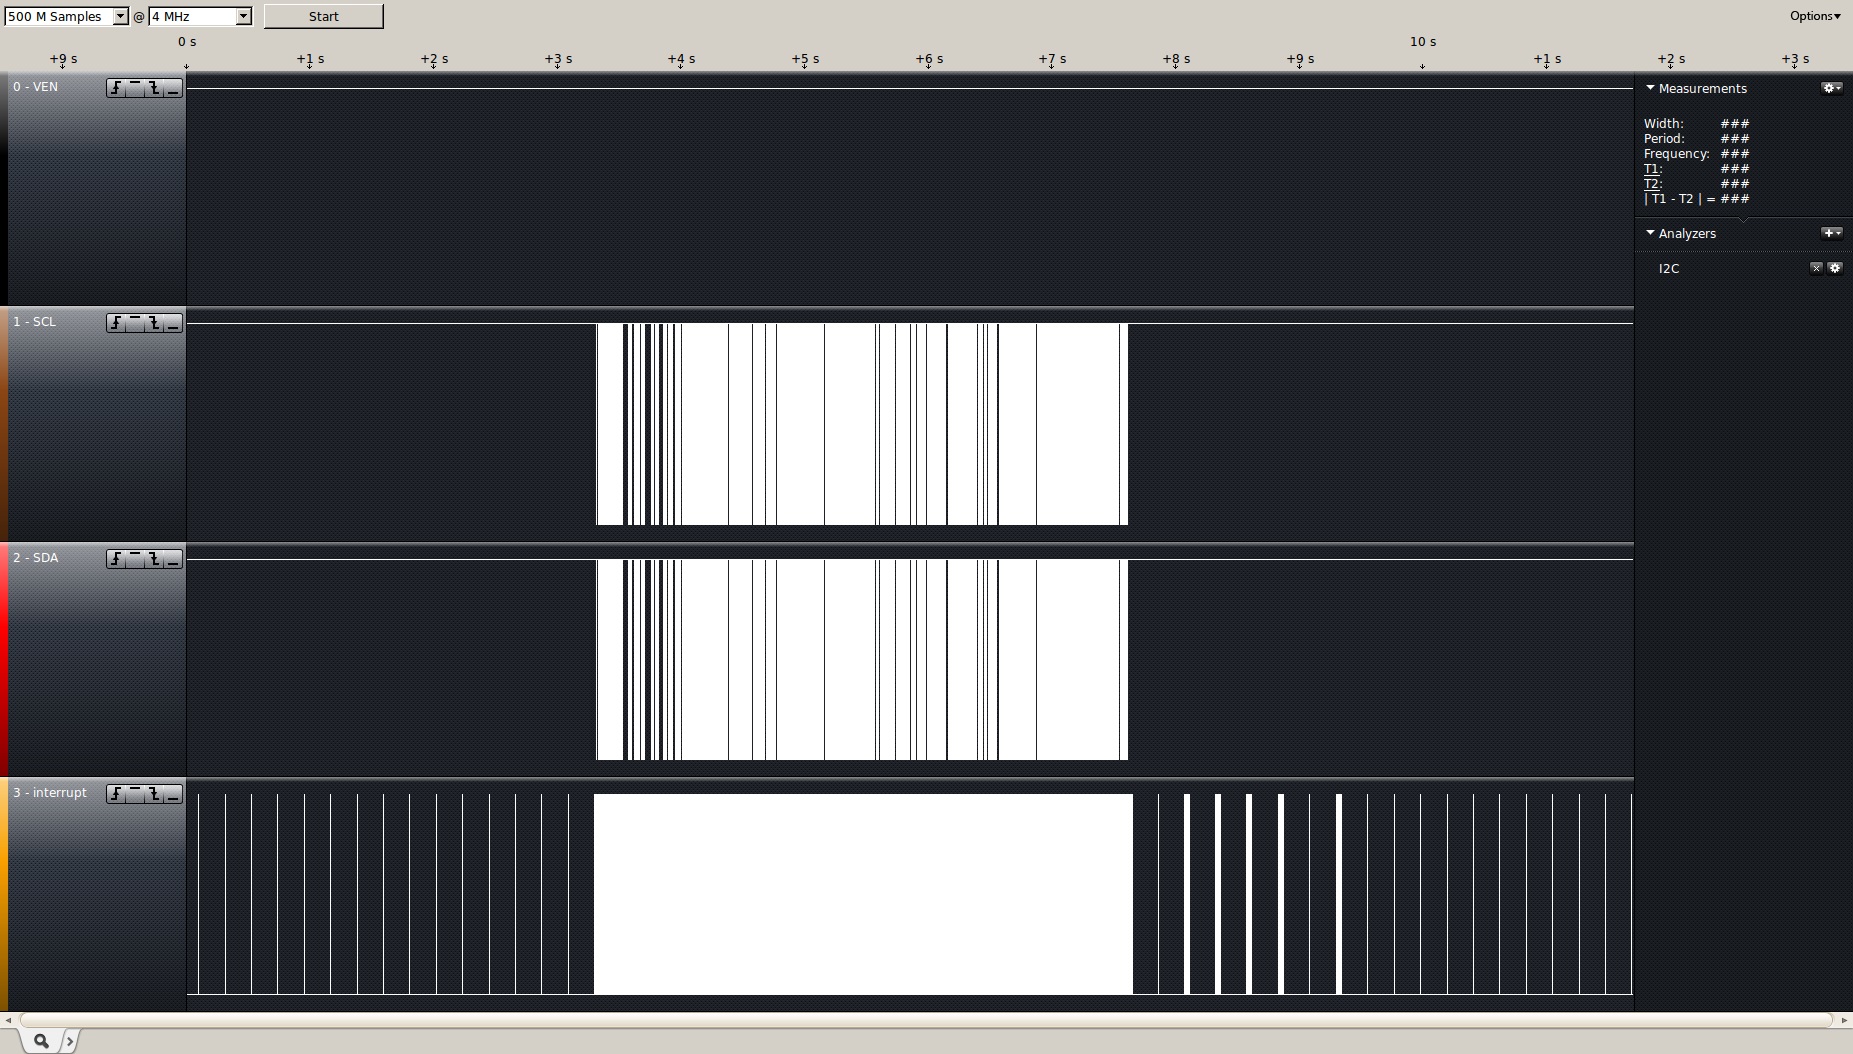 500 M Samples @ 4 MHz Start Options
0 s 10 s
+9 s +1 s +2 s +3 s +4 s +5 s +6 s +7 s +8 s +9 s +1 s +2 s +3 s
0 - VEN
Measurements
Width: ###
Period: ###
Frequency: ###
T1: ###
T2: ###
| T1 - T2 | = ###
Analyzers
I2C
1 - SCL
2 - SDA
3 - interrupt